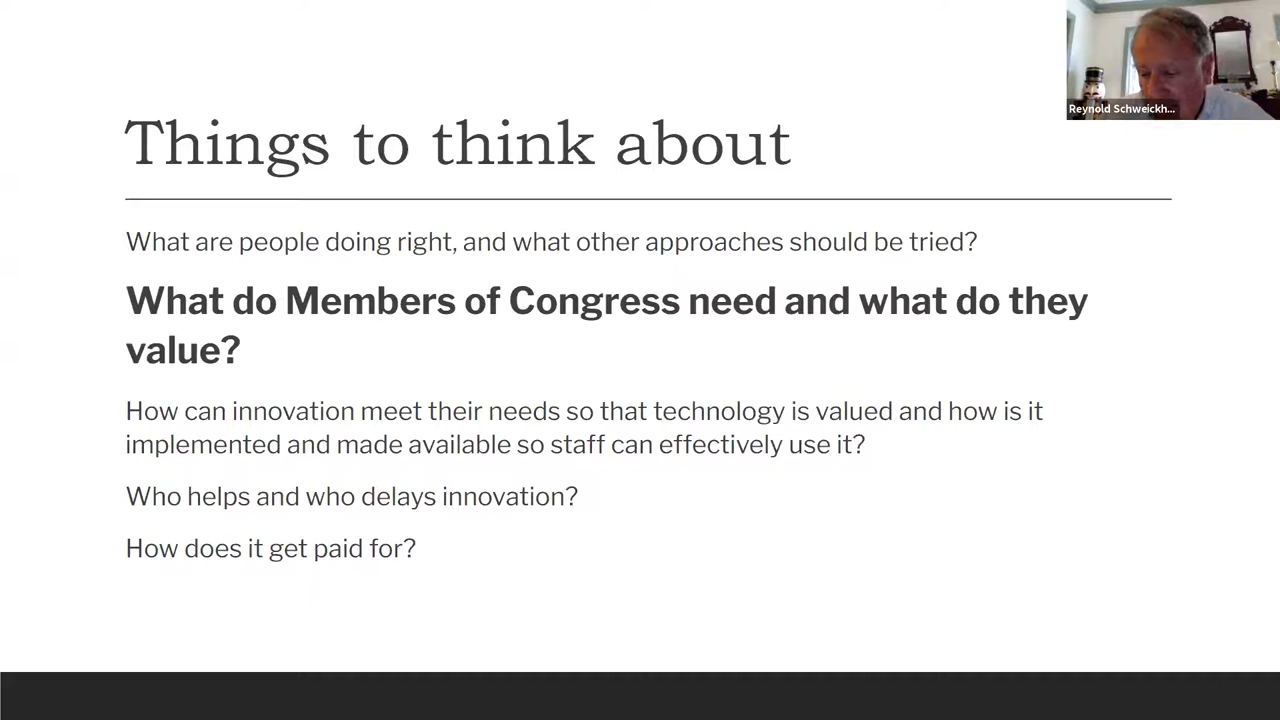 Reynold Schweickh...
Things to think about
What are people doing right, and what other approaches should be tried?
What do Members of Congress need and what do they
value?
How can innovation meet their needs so that technology is valued and how is it
implemented and made available so staff can effectively use it?
Who helps and who delays innovation?
How does it get paid for?